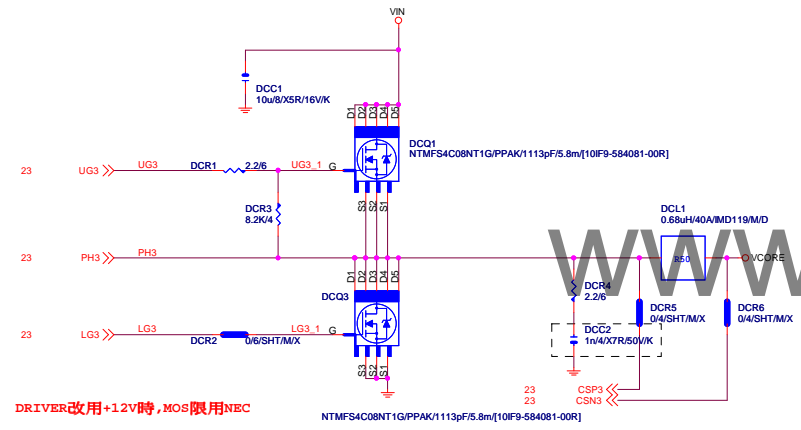 VIN
DCC1
10u/8/X5R/16V/K
D1 D2 D3 D4 D5
DCQ1
NTMFS4C08NT1G/PPAK/1113pF/5.8m/[10IF9-584081-00R]
23 UG3 UG3 DCR1 2.2/6 UG3_1 G
S3 S2 S1
DCR3
8.2K/4
DCL1
0.68uH/40A/IMD119/M/D
WWW
23 PH3 PH3 R50 VCORE
D1 D2 D3 D4 D5
DCQ3
DCR4
2.2/6
DCR5
0/4/SHT/M/X
DCR6
0/4/SHT/M/X
23 LG3 LG3 DCR2 0/6/SHT/M/X LG3_1 G
DCC2
1n/4/X7R/50V/K
S3 S2 S1
23 CSP3
23 CSN3
DRIVER改用+12V時,MOS限用NEC
NTMFS4C08NT1G/PPAK/1113pF/5.8m/[10IF9-584081-00R]